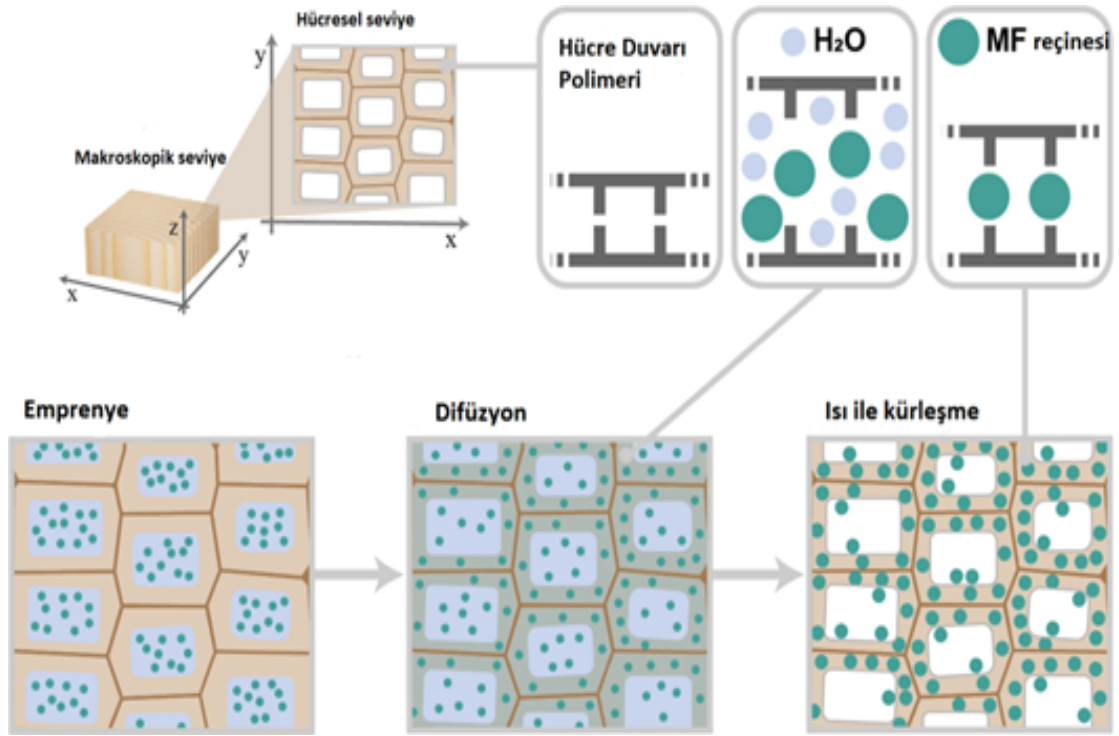 Hücresel seviye
y
x
Makroskopik seviye
z
y
x
Hücre Duvarı
Polimeri
H₂O
MF reçinesi
Emprenye
Difüzyon
Isı ile kürleşme